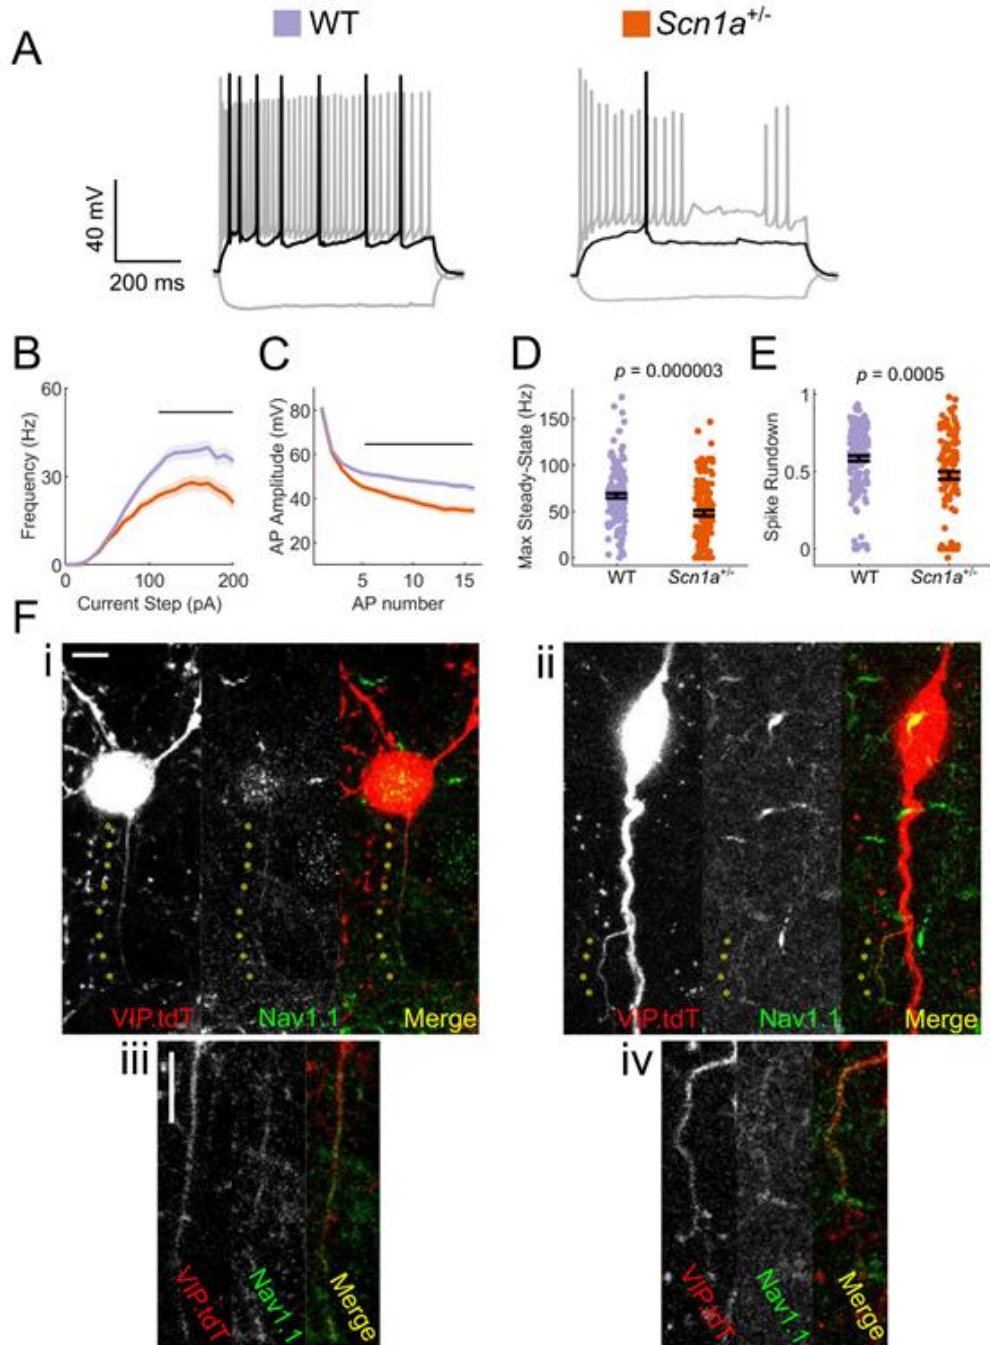 WT
Scn1a+/-
A
40 mV
200 ms
B
60
30
0
Frequency (Hz)
0
100
200
Current Step (pA)
C
80
60
40
20
AP Amplitude (mV)
5
10
15
AP number
D
p = 0.000003
150
100
50
0
Max Steady-State (Hz)
WT
Scn1a+/-
E
p = 0.0005
1
0.5
0
Spike Rundown
WT
Scn1a+/-
F
i
VIP.tdT
Nav1.1
Merge
ii
VIP.tdT
Nav1.1
Merge
iii
VIP.tdT
Nav1.1
Merge
iv
VIP.tdT
Nav1.1
Merge